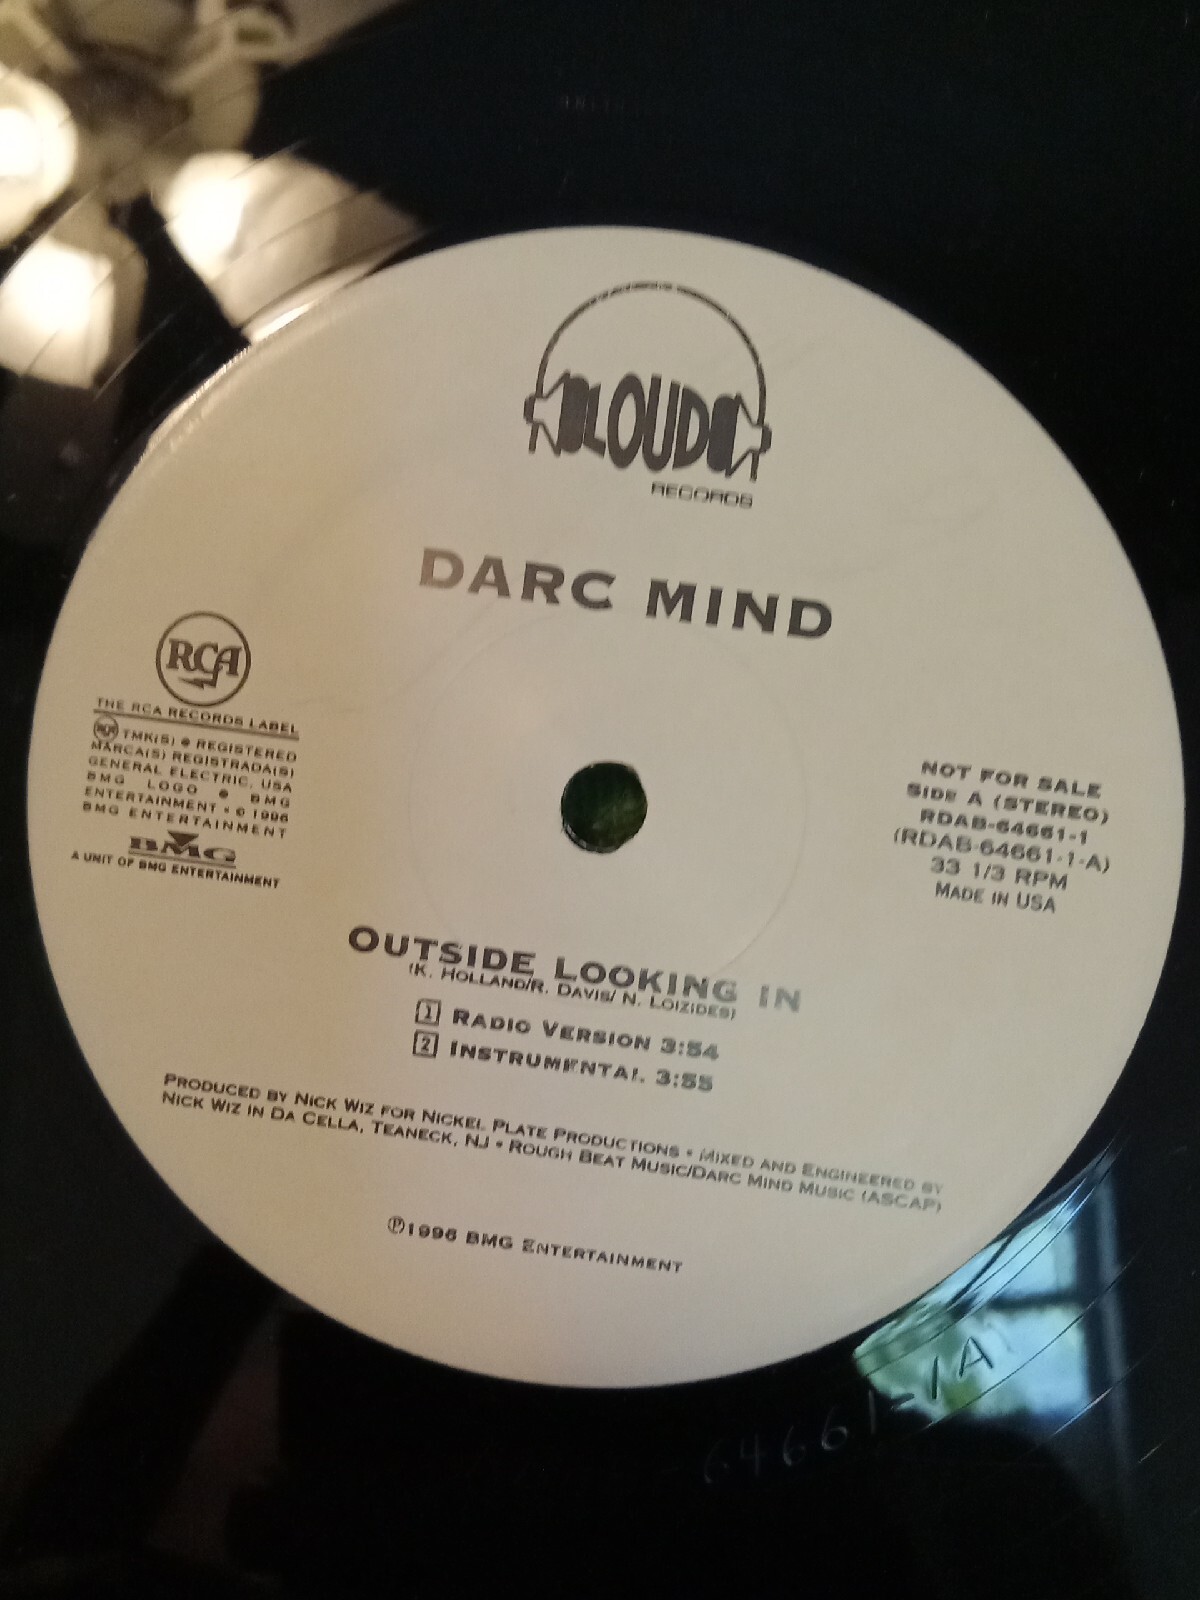 LOUD
RECORDS
DARC MIND
RCA
THE RCA RECORDS LABEL
RCA TMK(S) ® REGISTERED
MARCA(S) REGISTRADA(S)
GENERAL ELECTRIC, USA
BMG LOGO ® BMG
ENTERTAINMENT • © 1996
BMG ENTERTAINMENT
BMG
A UNIT OF BMG ENTERTAINMENT
NOT FOR SALE
SIDE A (STEREO)
RDAB-64661-1
(RDAB-64661-1-A)
33 1/3 RPM
MADE IN USA
OUTSIDE LOOKING IN
(K. HOLLAND/R. DAVIS/ N. LOIZIDES)
1 RADIO VERSION 3:54
2 INSTRUMENTAL 3:55
PRODUCED BY NICK WIZ FOR NICKEL PLATE PRODUCTIONS • MIXED AND ENGINEERED BY
NICK WIZ IN DA CELLA, TEANECK, NJ • ROUGH BEAT MUSIC/DARC MIND MUSIC (ASCAP)
℗1996 BMG ENTERTAINMENT
64661-1A